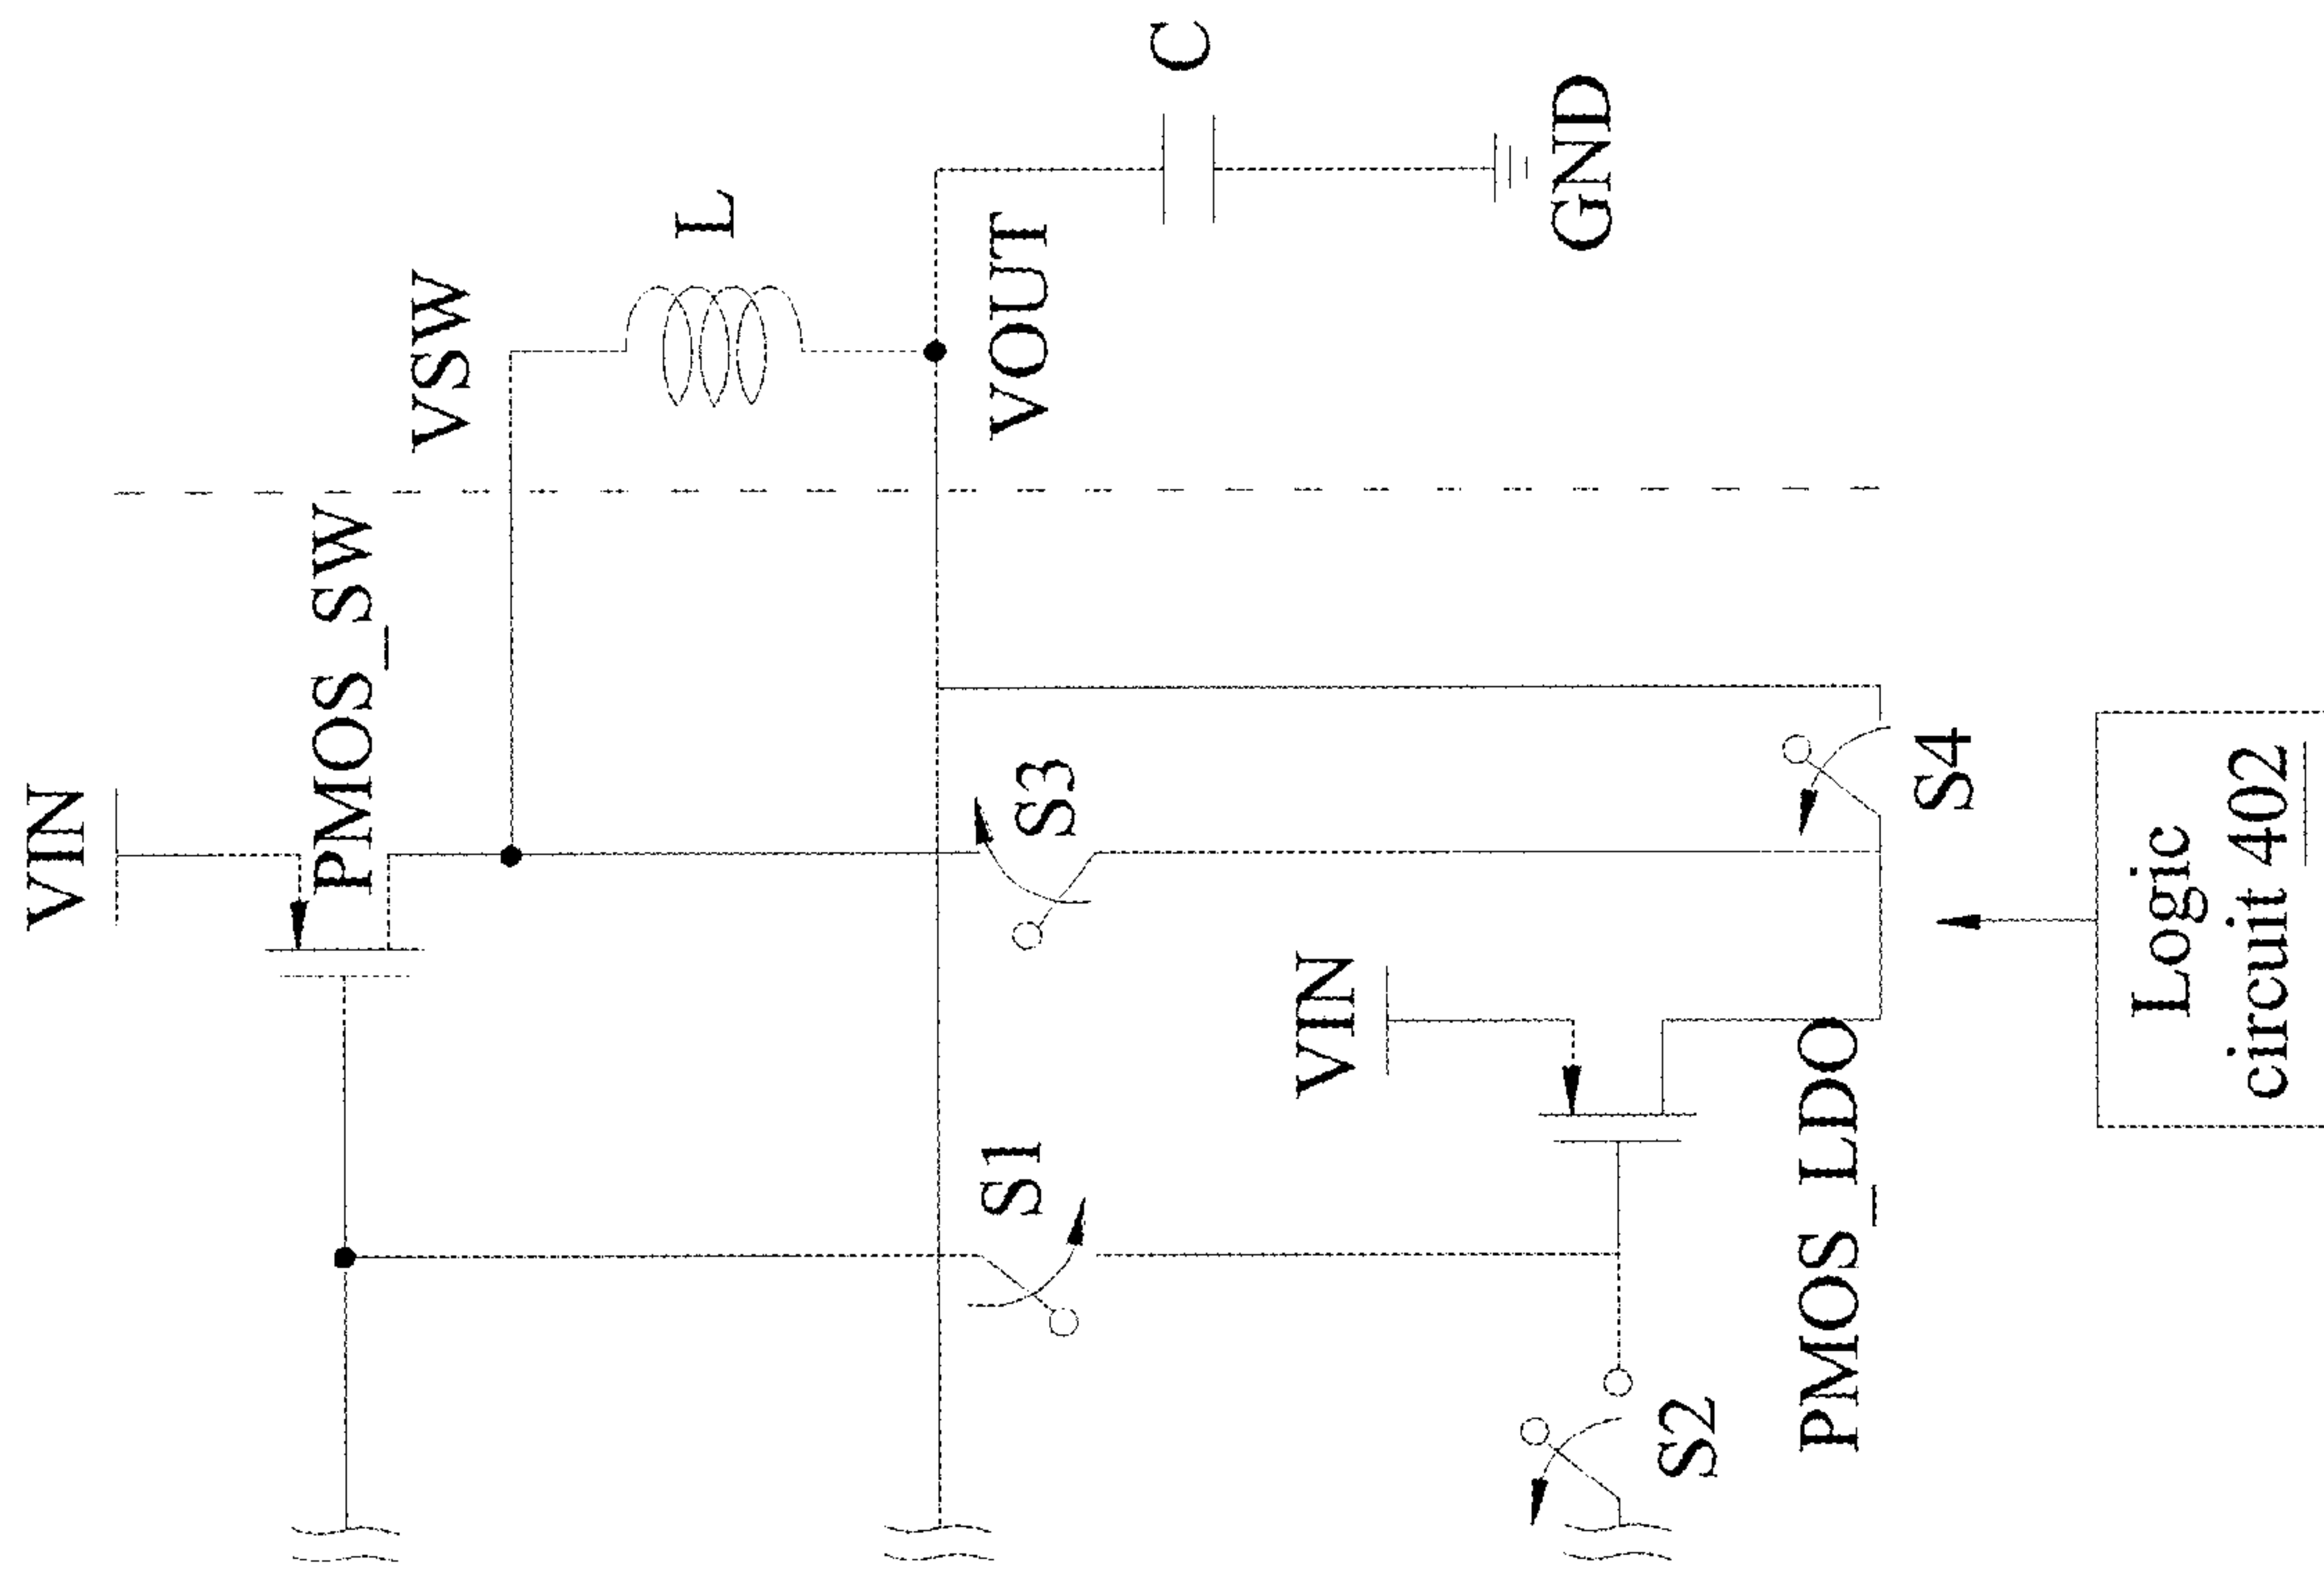 VIN
PMOS_SW
VSW
L
C
VOUT
GND
S3
S1
VIN
S4
S2
PMOS_LDO
Logic
circuit 402